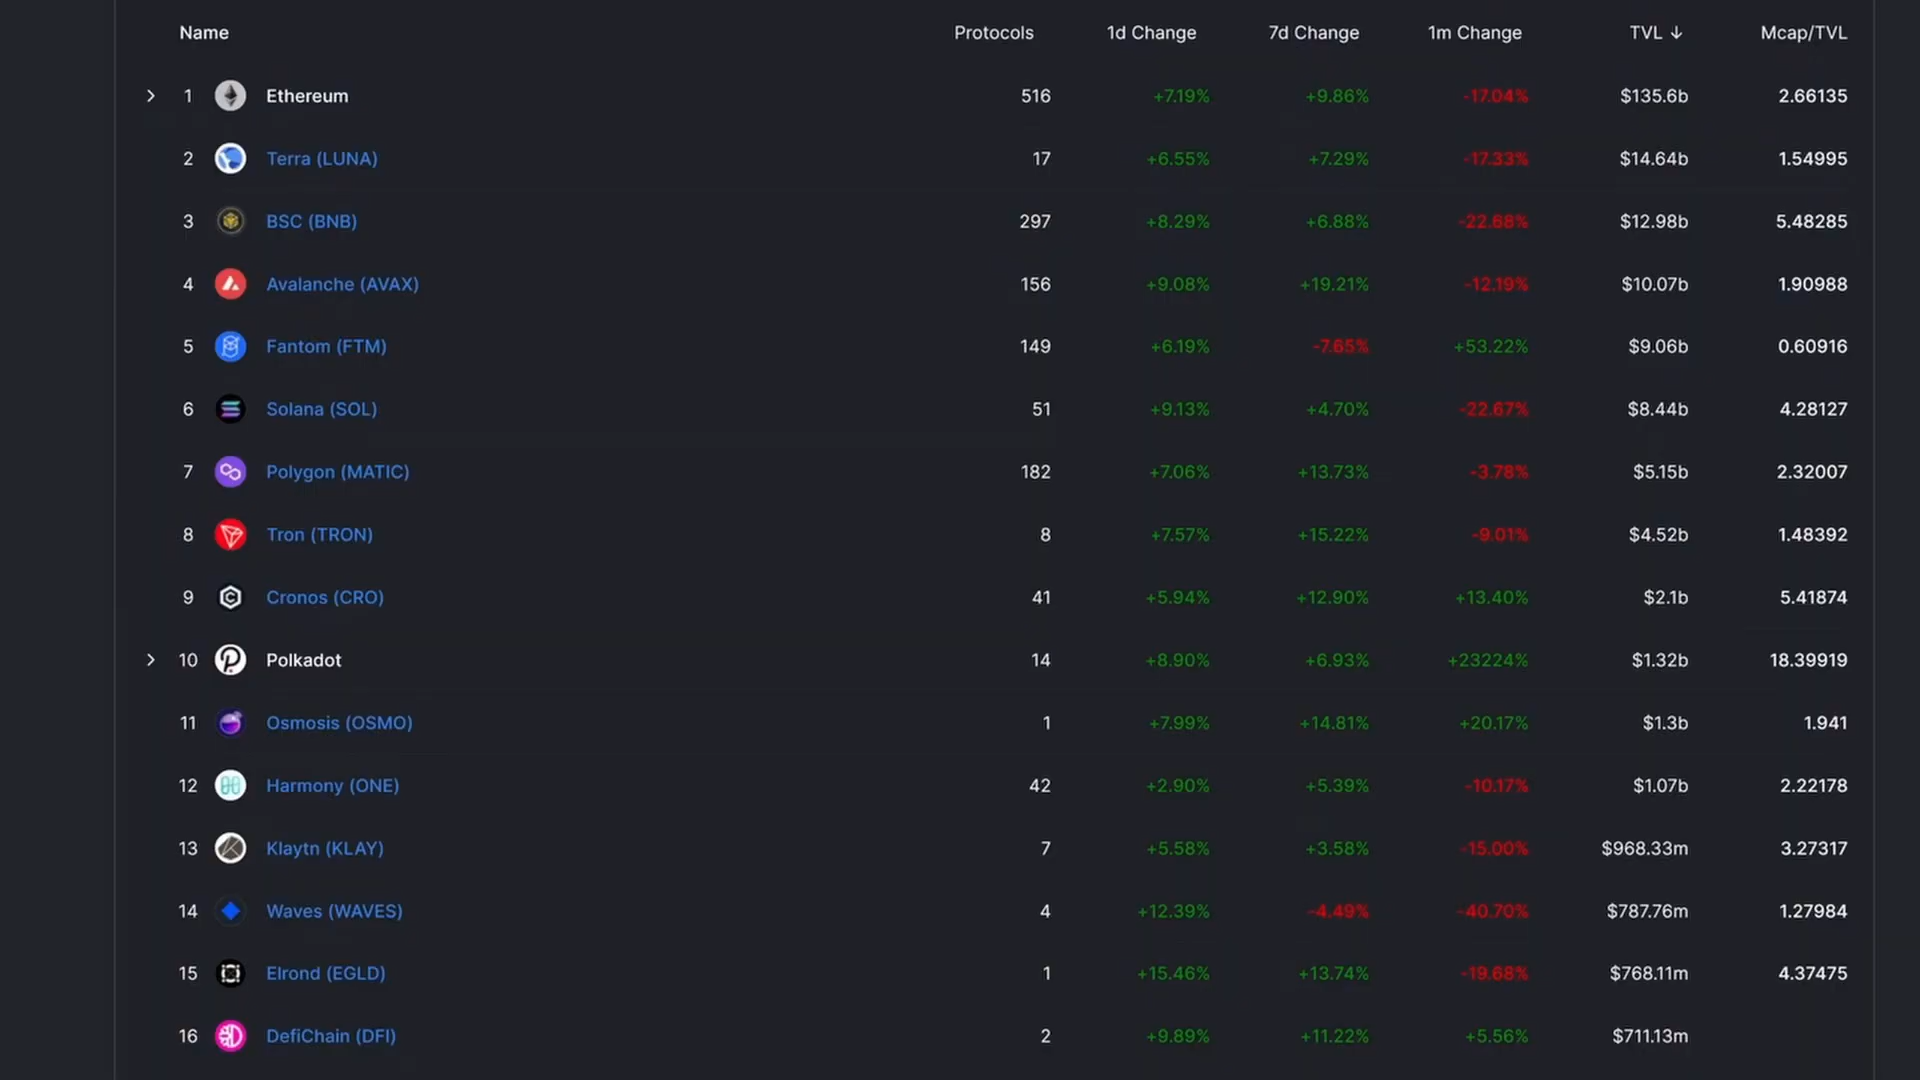 Name Protocols 1d Change 7d Change 1m Change TVL ↓ Mcap/TVL
1 Ethereum 516 +7.19% +9.86% -17.04% $135.6b 2.66135
2 Terra (LUNA) 17 +6.55% +7.29% -17.33% $14.64b 1.54995
3 BSC (BNB) 297 +8.29% +6.88% -22.68% $12.98b 5.48285
4 Avalanche (AVAX) 156 +9.08% +19.21% -12.19% $10.07b 1.90988
5 Fantom (FTM) 149 +6.19% -7.65% +53.22% $9.06b 0.60916
6 Solana (SOL) 51 +9.13% +4.70% -22.67% $8.44b 4.28127
7 Polygon (MATIC) 182 +7.06% +13.73% -3.78% $5.15b 2.32007
8 Tron (TRON) 8 +7.57% +15.22% -9.01% $4.52b 1.48392
9 Cronos (CRO) 41 +5.94% +12.90% +13.40% $2.1b 5.41874
10 Polkadot 14 +8.90% +6.93% +23224% $1.32b 18.39919
11 Osmosis (OSMO) 1 +7.99% +14.81% +20.17% $1.3b 1.941
12 Harmony (ONE) 42 +2.90% +5.39% -10.17% $1.07b 2.22178
13 Klaytn (KLAY) 7 +5.58% +3.58% -15.00% $968.33m 3.27317
14 Waves (WAVES) 4 +12.39% -4.49% -40.70% $787.76m 1.27984
15 Elrond (EGLD) 1 +15.46% +13.74% -19.68% $768.11m 4.37475
16 DefiChain (DFI) 2 +9.89% +11.22% +5.56% $711.13m